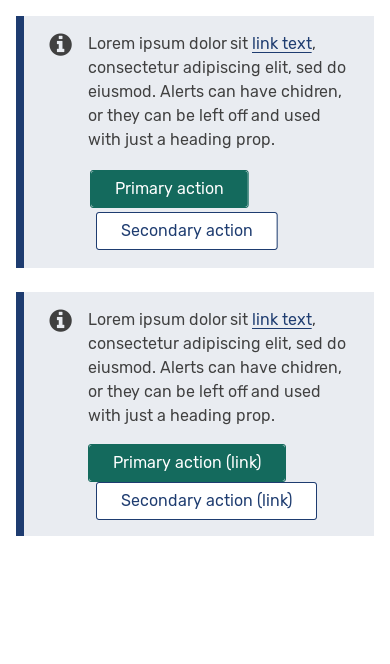 Lorem ipsum dolor sit link text,
consectetur adipiscing elit, sed do
eiusmod. Alerts can have chidren,
or they can be left off and used
with just a heading prop.
Primary action
Secondary action
Lorem ipsum dolor sit link text,
consectetur adipiscing elit, sed do
eiusmod. Alerts can have chidren,
or they can be left off and used
with just a heading prop.
Primary action (link)
Secondary action (link)